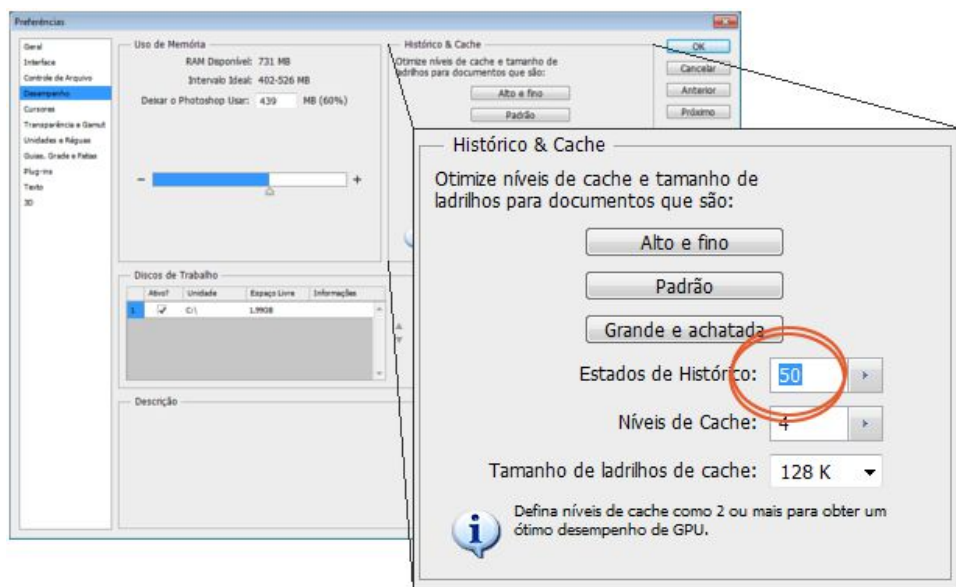 Preferências
Geral
Interface
Controle de Arquivo
Desempenho
Cursores
Transparência e Gamut
Unidades e Réguas
Guias, Grade e Fatias
Plug-ins
Texto
3D
Uso de Memória
RAM Disponível: 731 MB
Intervalo Ideal: 402-526 MB
Deixar o Photoshop Usar: 439 MB (60%)
- +
Discos de Trabalho
Ativo? Unidade Espaço Livre Informações
1 C:\ 1,99GB
Descrição
Histórico & Cache
Otimize níveis de cache e tamanho de
ladrilhos para documentos que são:
Alto e fino
Padrão
OK
Cancelar
Anterior
Próximo
Histórico & Cache
Otimize níveis de cache e tamanho de
ladrilhos para documentos que são:
Alto e fino
Padrão
Grande e achatada
Estados de Histórico: 50
Níveis de Cache: 4
Tamanho de ladrilhos de cache: 128 K
Defina níveis de cache como 2 ou mais para obter um
ótimo desempenho de GPU.